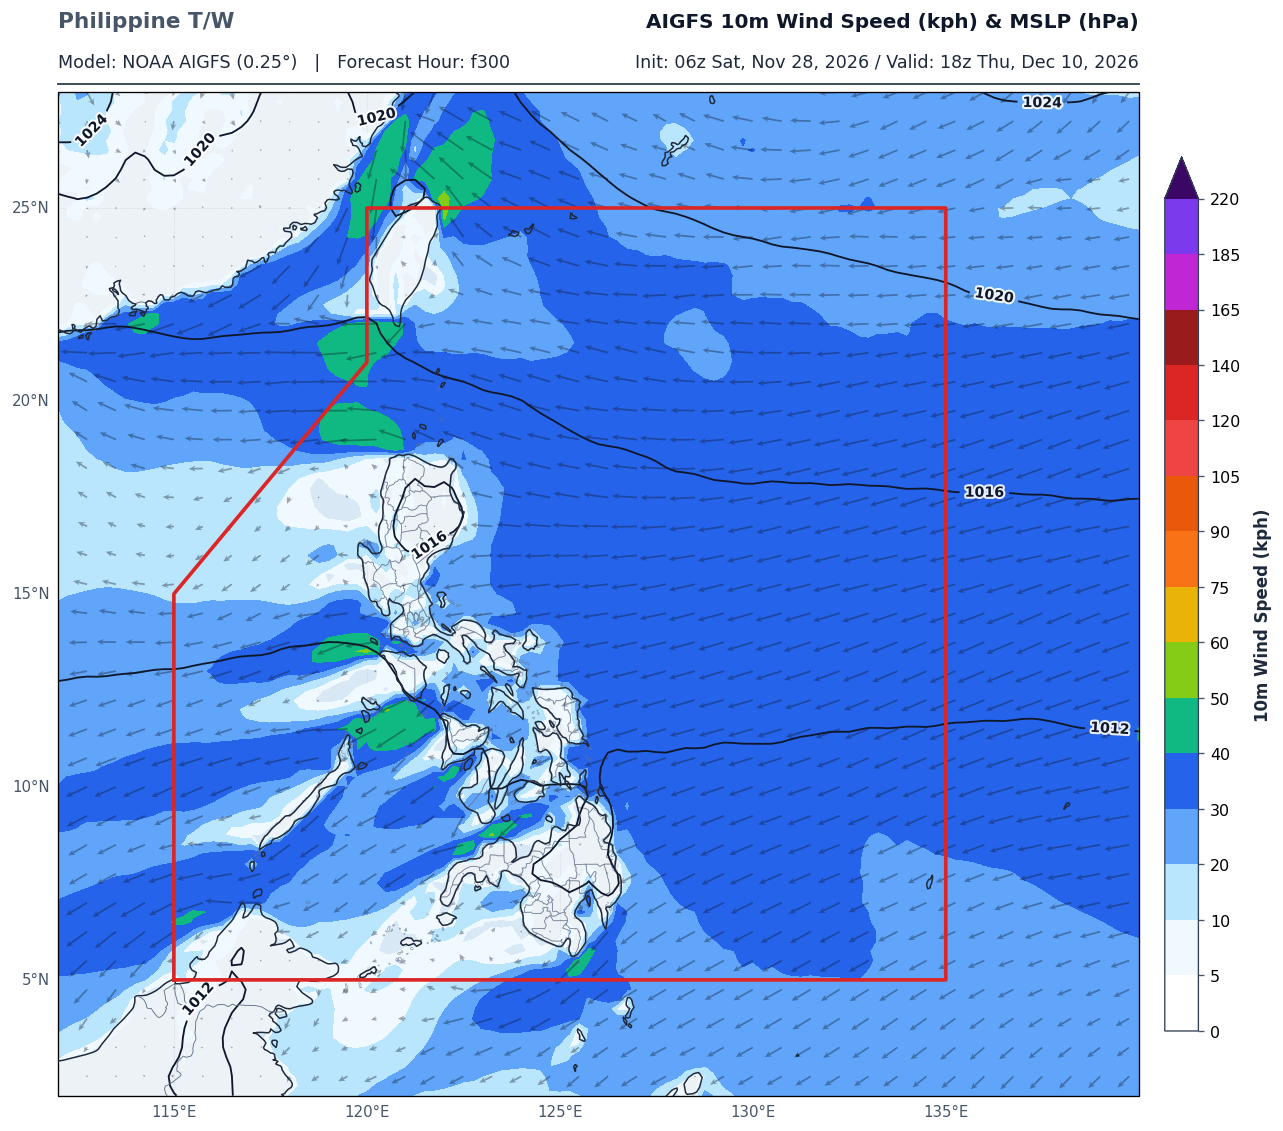 Philippine T/W
AIGFS 10m Wind Speed (kph) & MSLP (hPa)
Model: NOAA AIGFS (0.25°)   |   Forecast Hour: f300
Init: 06z Sat, Nov 28, 2026 / Valid: 18z Thu, Dec 10, 2026
1024
1020
1020
1024
25°N
1020
20°N
1016
1016
15°N
1012
10°N
1012
5°N
115°E
120°E
125°E
130°E
135°E
220
185
165
140
120
105
90
75
60
50
40
30
20
10
5
0
10m Wind Speed (kph)